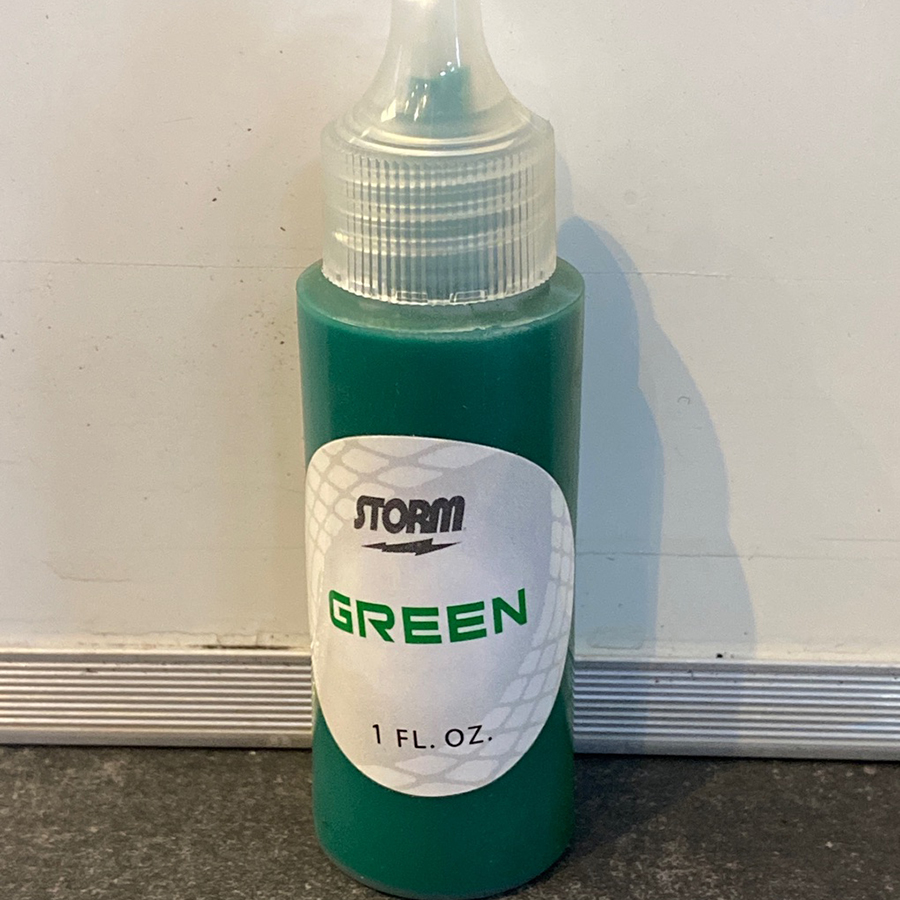 STORM
GREEN
1 FL. OZ.